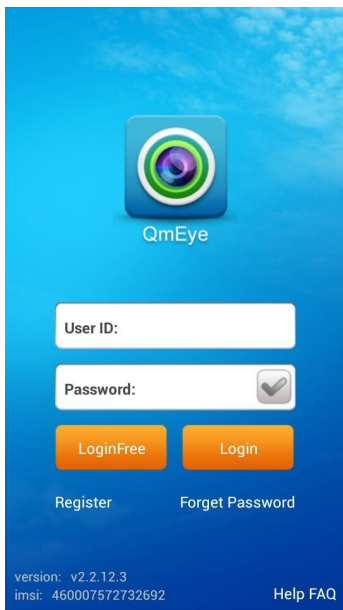 QmEye
User ID:
Password:
LoginFree Login
Register Forget Password
version: v2.2.12.3
imsi: 460007572732692 Help FAQ